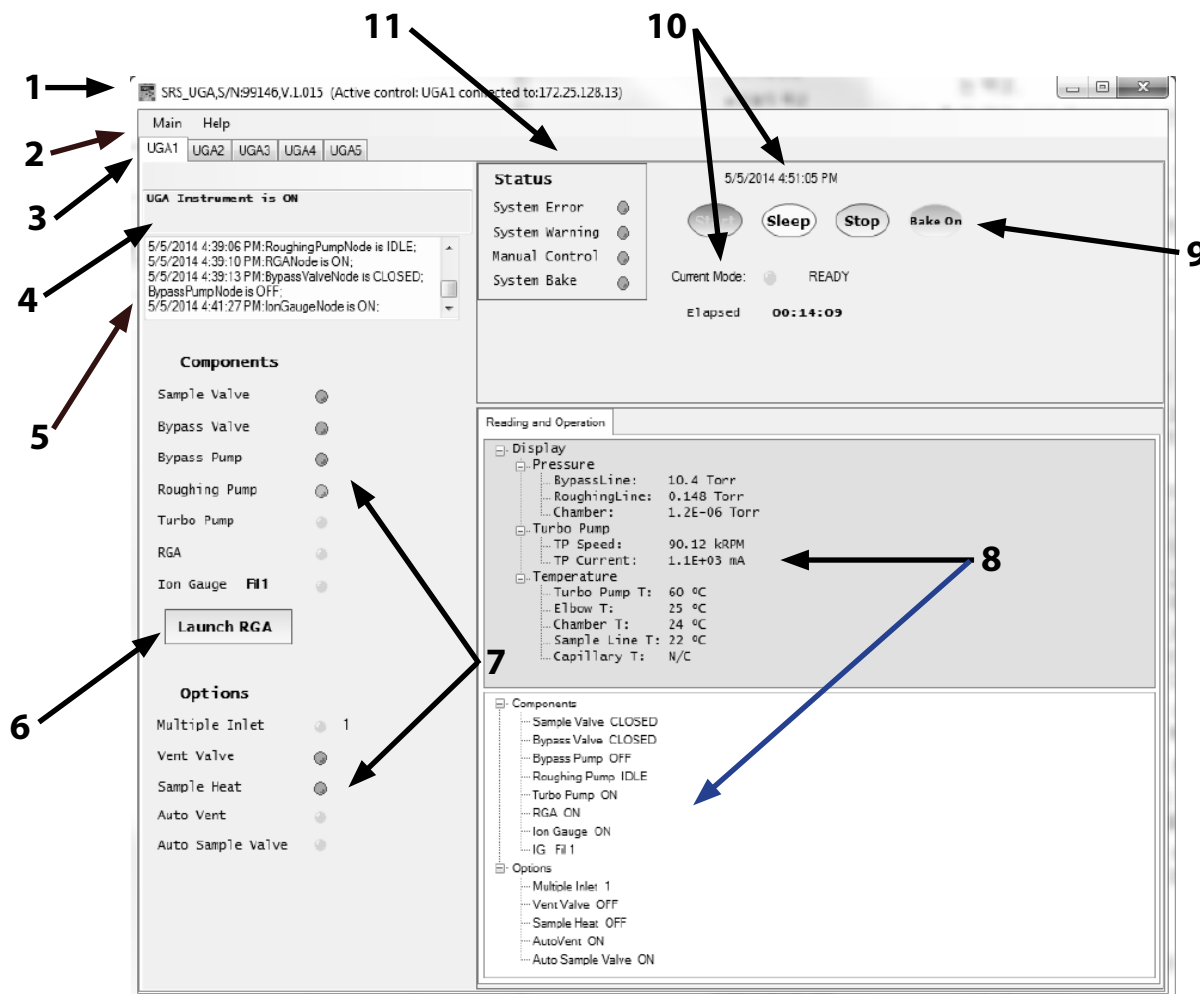 11
10
1
SRS_UGA,S/N:99146,V.1.015 (Active control: UGA1 connected to:172.25.128.13)
2
Main Help
3
UGA1 UGA2 UGA3 UGA4 UGA5
4
UGA Instrument is ON
5
5/5/2014 4:39:06 PM:RoughingPumpNode is IDLE;
5/5/2014 4:39:10 PM:RGANode is ON;
5/5/2014 4:39:13 PM:BypassValveNode is CLOSED;
BypassPumpNode is OFF;
5/5/2014 4:41:27 PM:IonGaugeNode is ON;
Status
System Error
System Warning
Manual Control
System Bake
5/5/2014 4:51:05 PM
Start Sleep Stop Bake On
9
Current Mode: READY
Elapsed 00:14:09
Components
Sample Valve
Bypass Valve
Bypass Pump
Roughing Pump
Turbo Pump
RGA
Ion Gauge Fil1
6
Launch RGA
7
Options
Multiple Inlet 1
Vent Valve
Sample Heat
Auto Vent
Auto Sample Valve
Reading and Operation
Display
Pressure
BypassLine: 10.4 Torr
RoughingLine: 0.148 Torr
Chamber: 1.2E-06 Torr
Turbo Pump
TP Speed: 90.12 kRPM
TP Current: 1.1E+03 mA
8
Temperature
Turbo Pump T: 60 ºC
Elbow T: 25 ºC
Chamber T: 24 ºC
Sample Line T: 22 ºC
Capillary T: N/C
Components
Sample Valve CLOSED
Bypass Valve CLOSED
Bypass Pump OFF
Roughing Pump IDLE
Turbo Pump ON
RGA ON
Ion Gauge ON
IG Fil 1
Options
Multiple Inlet 1
Vent Valve OFF
Sample Heat OFF
AutoVent ON
Auto Sample Valve ON